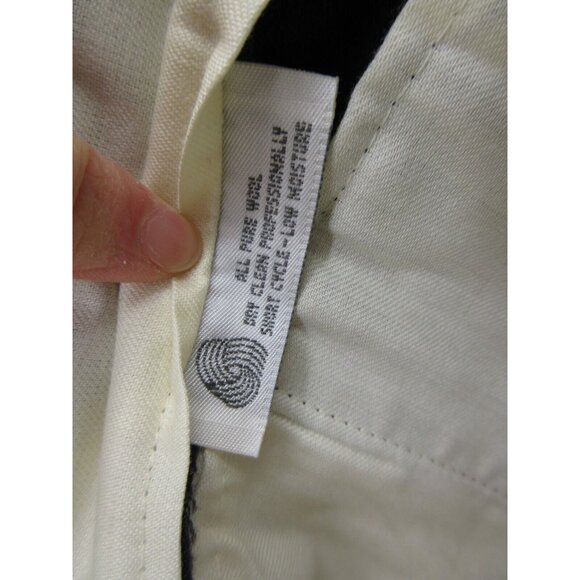 ALL PURE WOOL
DRY CLEAN PROFESSIONALLY
SHORT CYCLE-LOW MOISTURE